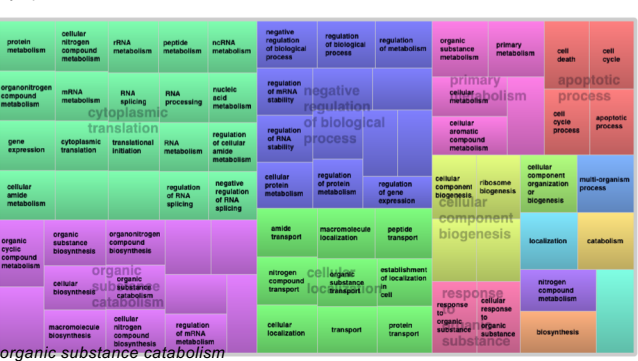 protein
metabolism
cellular
nitrogen
compound
metabolism
rRNA
metabolism
peptide
metabolism
ncRNA
metabolism
organonitrogen
compound
metabolism
mRNA
metabolism
RNA
splicing
RNA
processing
nucleic
acid
metabolism
cytoplasmic
translation
gene
expression
cytoplasmic
translation
translational
initiation
RNA
metabolism
regulation
of cellular
amide
metabolism
cellular
amide
metabolism
regulation
of RNA
splicing
negative
regulation
of RNA
splicing
negative
regulation
of biological
process
regulation
of biological
process
regulation
of metabolism
regulation
of mRNA
stability
negative
regulation
of biological
process
regulation
of RNA
stability
cellular
protein
metabolism
regulation
of protein
metabolism
regulation
of gene
expression
organic
substance
metabolism
primary
metabolism
primary
metabolism
cellular
metabolism
cellular
aromatic
compound
metabolism
cell
death
cell
cycle
apoptotic
process
cell
cycle
process
apoptotic
process
organic
cyclic
compound
metabolism
organic
substance
biosynthesis
organonitrogen
compound
biosynthesis
cellular
biosynthesis
organic
substance
catabolism
organic
substance
catabolism
macromolecule
biosynthesis
cellular
nitrogen
compound
biosynthesis
regulation
of mRNA
metabolism
amide
transport
macromolecule
localization
peptide
transport
nitrogen
compound
transport
organic
substance
transport
establishment
of localization
in
cell
cellular
localization
cellular
localization
transport
protein
transport
cellular
component
biogenesis
ribosome
biogenesis
cellular
component
biogenesis
cellular
component
organization
or
biogenesis
multi-organism
process
localization
catabolism
response
to
organic
substance
response
to
organic
substance
cellular
response
to
organic
substance
nitrogen
compound
metabolism
biosynthesis
organic substance catabolism